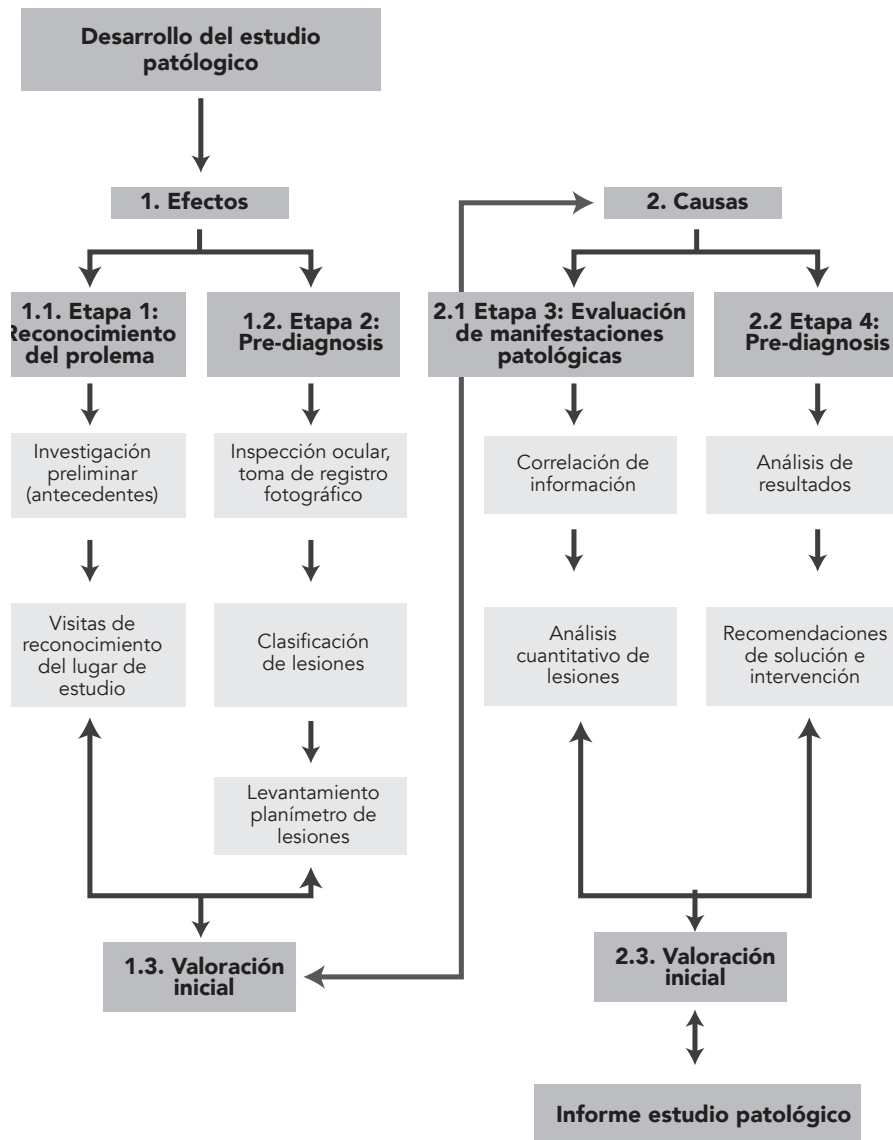 Desarrollo del estudio
patólogico
1. Efectos
1.1. Etapa 1:
Reconocimiento
del prolema
Investigación
preliminar
(antecedentes)
Visitas de
reconocimiento
del lugar de
estudio
1.2. Etapa 2:
Pre-diagnosis
Inspección ocular,
toma de registro
fotográfico
Clasificación
de lesiones
Levantamiento
planímetro de
lesiones
1.3. Valoración
inicial
2. Causas
2.1 Etapa 3: Evaluación
de manifestaciones
patológicas
Correlación de
información
Análisis
cuantitativo de
lesiones
2.2 Etapa 4:
Pre-diagnosis
Análisis de
resultados
Recomendaciones
de solución e
intervención
2.3. Valoración
inicial
Informe estudio patológico